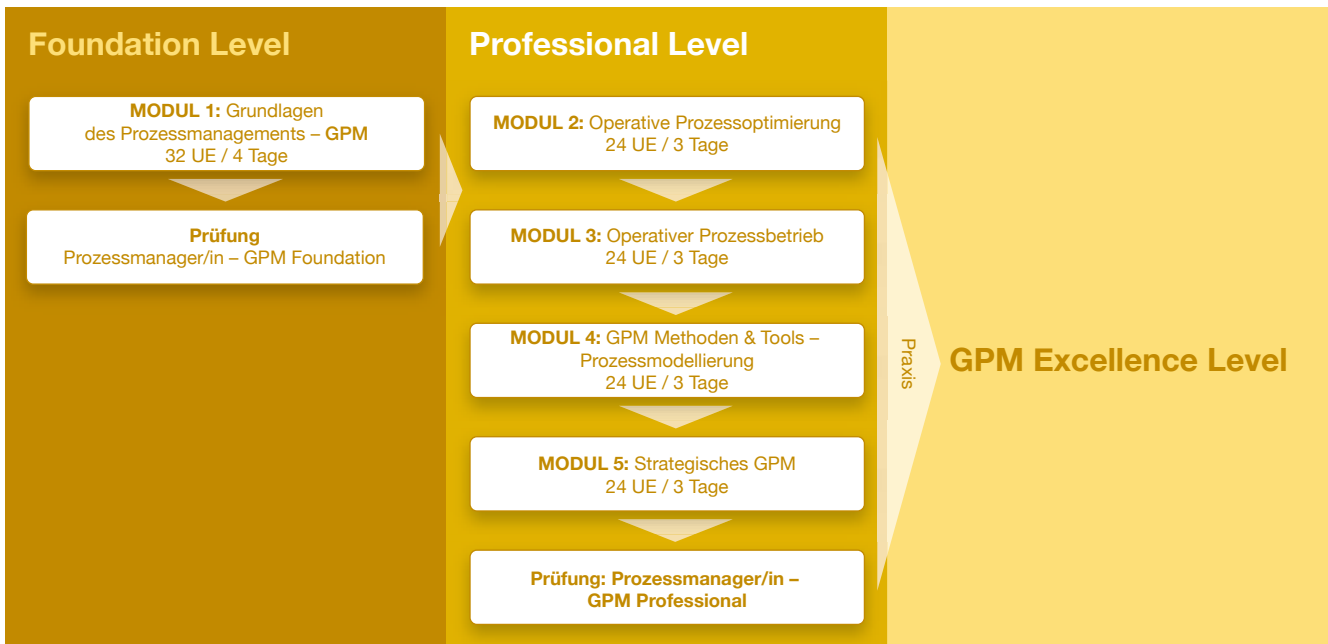 Foundation Level
MODUL 1: Grundlagen
des Prozessmanagements – GPM
32 UE / 4 Tage
Prüfung
Prozessmanager/in – GPM Foundation
Professional Level
MODUL 2: Operative Prozessoptimierung
24 UE / 3 Tage
MODUL 3: Operativer Prozessbetrieb
24 UE / 3 Tage
MODUL 4: GPM Methoden & Tools –
Prozessmodellierung
24 UE / 3 Tage
MODUL 5: Strategisches GPM
24 UE / 3 Tage
Prüfung: Prozessmanager/in –
GPM Professional
Praxis
GPM Excellence Level